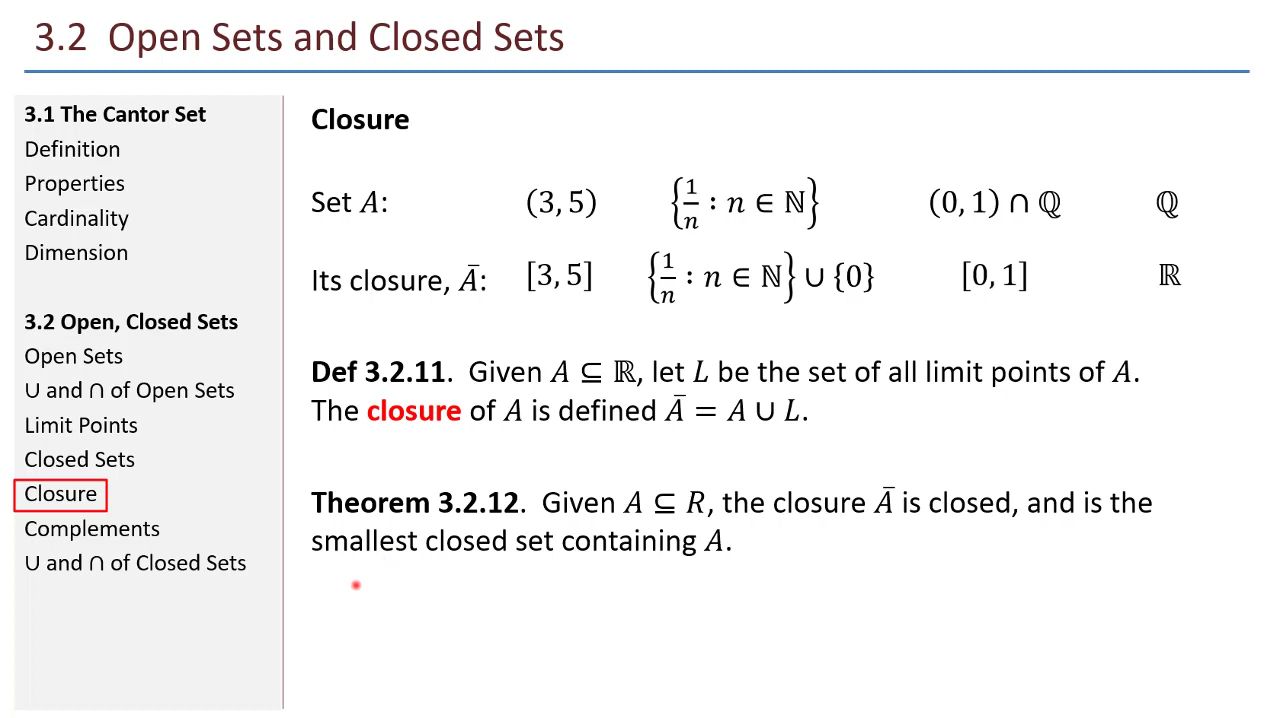 3.2 Open Sets and Closed Sets
3.1 The Cantor Set
Definition
Properties
Cardinality
Dimension
3.2 Open, Closed Sets
Open Sets
∪ and ∩ of Open Sets
Limit Points
Closed Sets
Closure
Complements
∪ and ∩ of Closed Sets
Closure
Set A: (3, 5) {1/n : n ∈ ℕ} (0, 1) ∩ ℚ ℚ
Its closure, Ā: [3, 5] {1/n : n ∈ ℕ} ∪ {0} [0, 1] ℝ
Def 3.2.11. Given A ⊆ ℝ, let L be the set of all limit points of A.
The closure of A is defined Ā = A ∪ L.
Theorem 3.2.12. Given A ⊆ R, the closure Ā is closed, and is the
smallest closed set containing A.